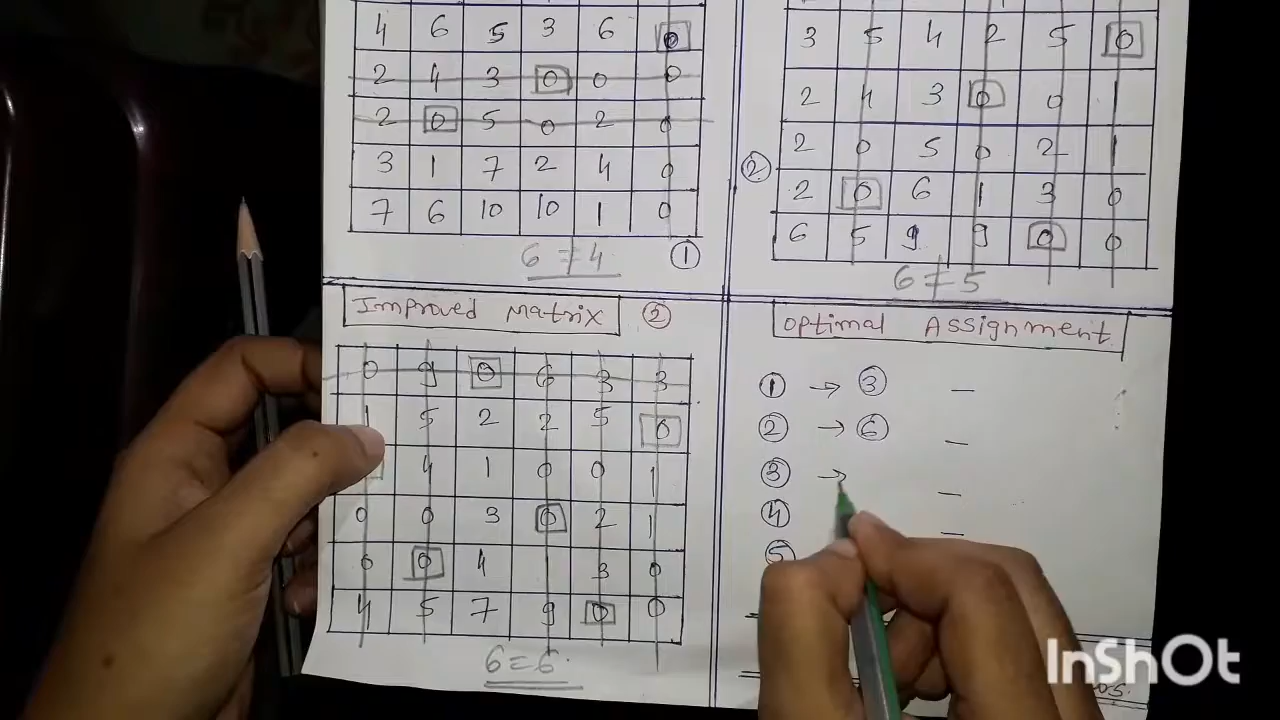 4 6 5 3 6 0
2 4 3 0 0 0
2 0 5 0 2 0
3 1 7 2 4 0
7 6 10 10 1 0
6 ≠ 4 ①
3 5 4 2 5 0
2 4 3 0 0 1
2 0 5 0 2 1
②
2 0 6 1 3 0
6 5 9 9 0 0
6 ≠ 5
Improved Matrix ②
0 9 0 6 3 3
1 5 2 2 5 0
4 1 0 0 1
0 0 3 0 2 1
0 0 4 1 3 0
4 5 7 9 0 0
6 = 6
Optimal Assignment
① → ③ —
② → ⑥ —
③ → —
④ —
⑤
InShOt